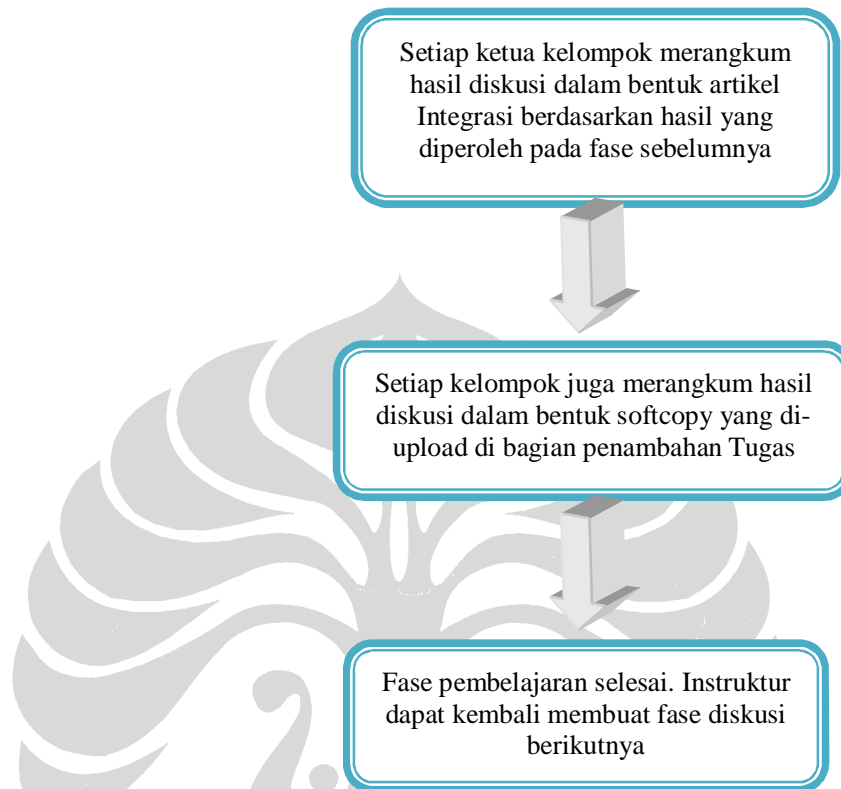 Setiap ketua kelompok merangkum
hasil diskusi dalam bentuk artikel
Integrasi berdasarkan hasil yang
diperoleh pada fase sebelumnya
Setiap kelompok juga merangkum hasil
diskusi dalam bentuk softcopy yang di-
upload di bagian penambahan Tugas
Fase pembelajaran selesai. Instruktur
dapat kembali membuat fase diskusi
berikutnya